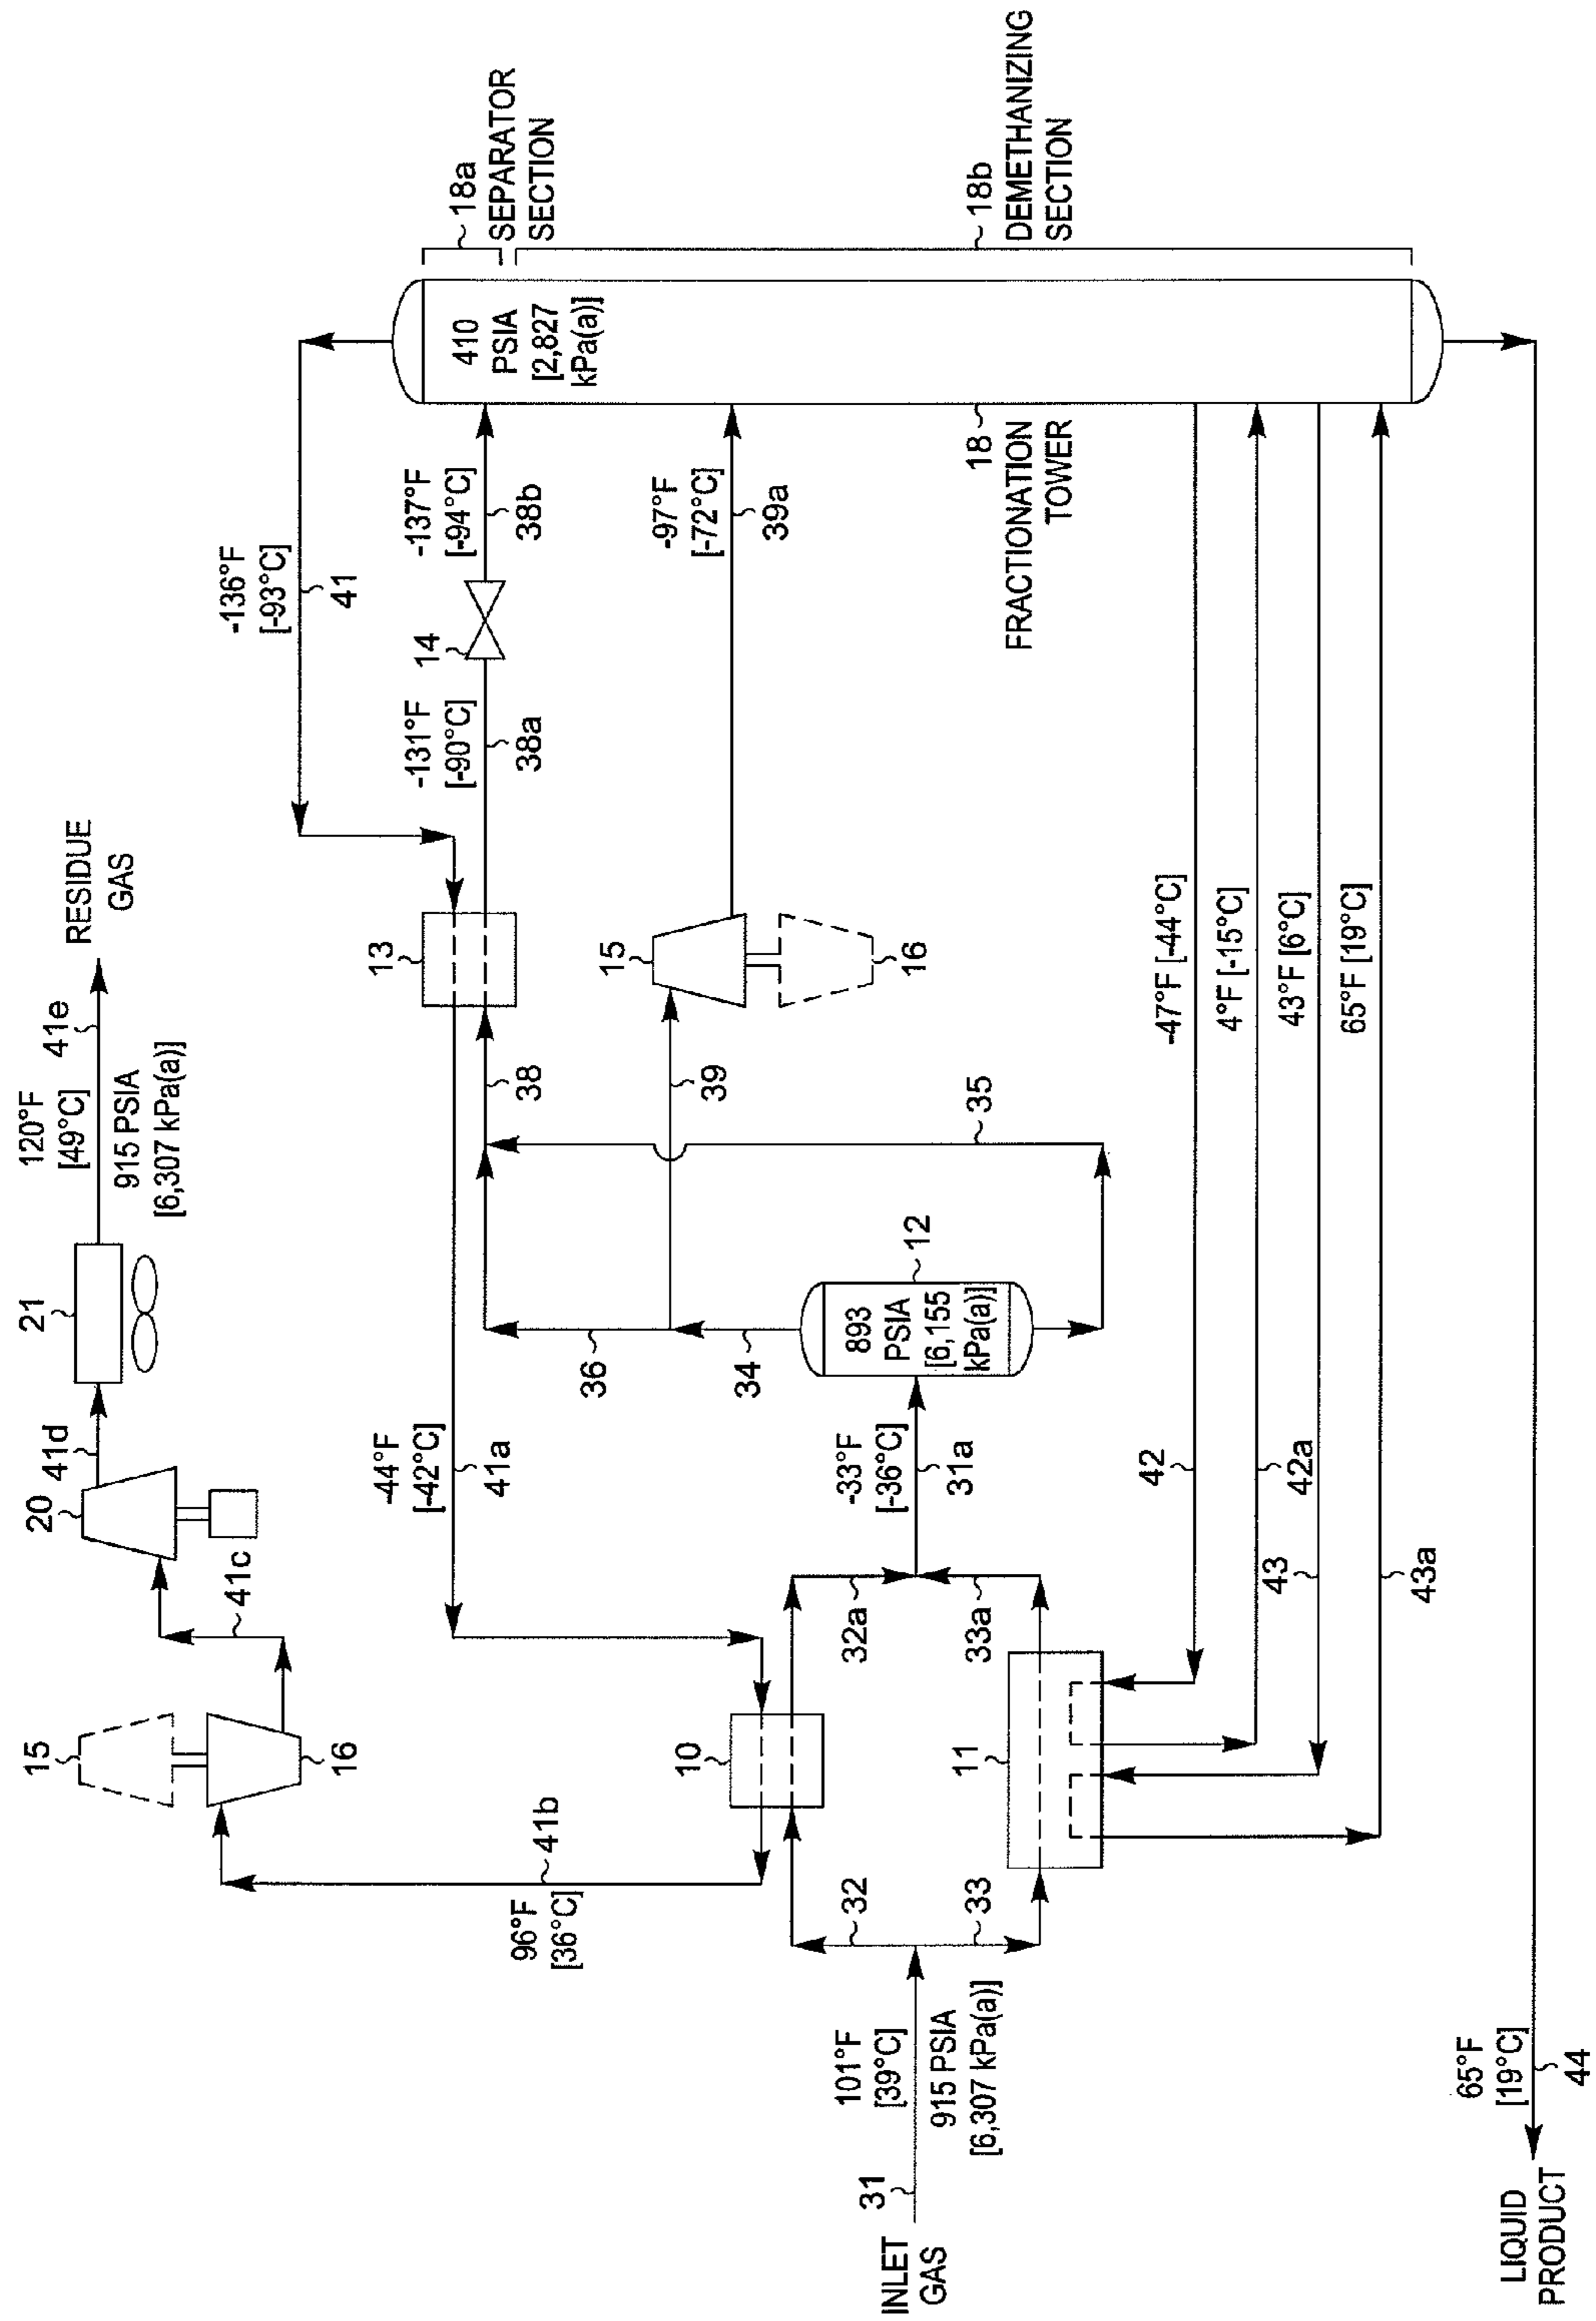 RESIDUE
GAS
120°F
[49°C]
41e
915 PSIA
[6,307 kPa(a)]
21
41d
20
41c
15
16
41b
96°F
[36°C]
-136°F
[-93°C]
41
13
-131°F
[-90°C]
38a
14
-137°F
[-94°C]
38b
18a
SEPARATOR
SECTION
410
PSIA
[2,827
kPa(a)]
-44°F
[-42°C]
41a
36
38
39
15
16
-97°F
[-72°C]
39a
34
35
12
893
PSIA
[6,155
kPa(a)]
18
FRACTIONATION
TOWER
18b
DEMETHANIZING
SECTION
10
32
32a
-33°F
[-36°C]
31a
INLET
GAS
31
101°F
[39°C]
915 PSIA
[6,307 kPa(a)]
33
11
33a
42
-47°F [-44°C]
42a
4°F [-15°C]
43
43°F [6°C]
43a
65°F [19°C]
LIQUID
PRODUCT
65°F
[19°C]
44